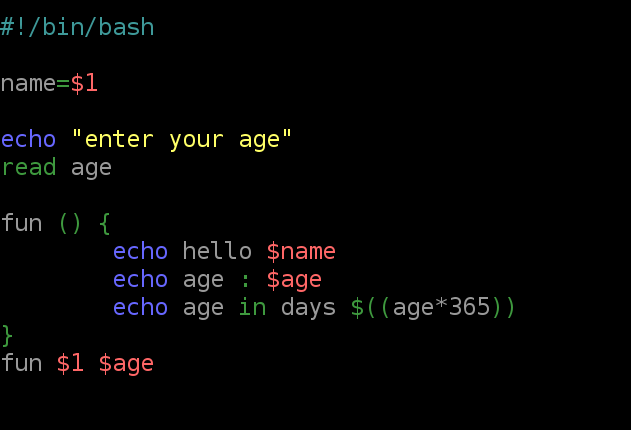 #!/bin/bash

name=$1

echo "enter your age"
read age

fun () {
        echo hello $name
        echo age : $age
        echo age in days $((age*365))
}
fun $1 $age